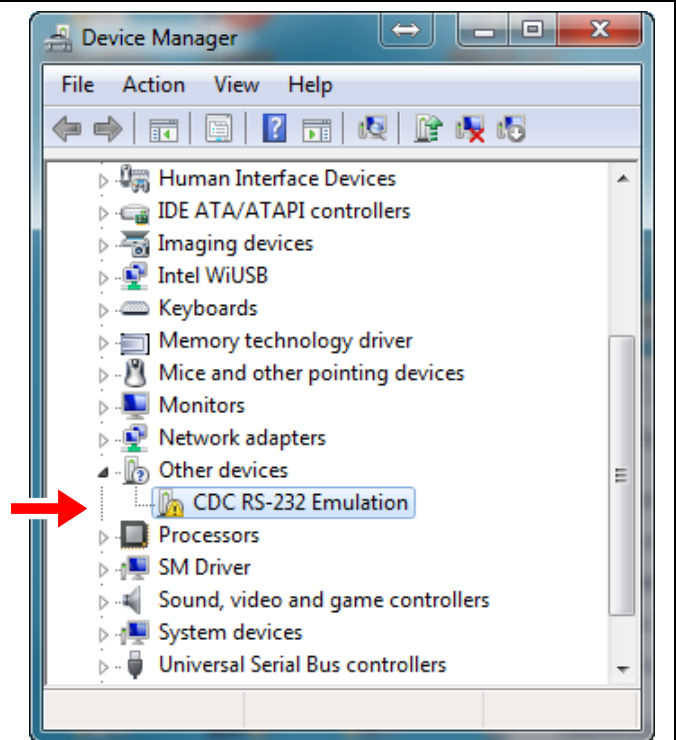 Device Manager
File Action View Help
Human Interface Devices
IDE ATA/ATAPI controllers
Imaging devices
Intel WiUSB
Keyboards
Memory technology driver
Mice and other pointing devices
Monitors
Network adapters
Other devices
CDC RS-232 Emulation
Processors
SM Driver
Sound, video and game controllers
System devices
Universal Serial Bus controllers